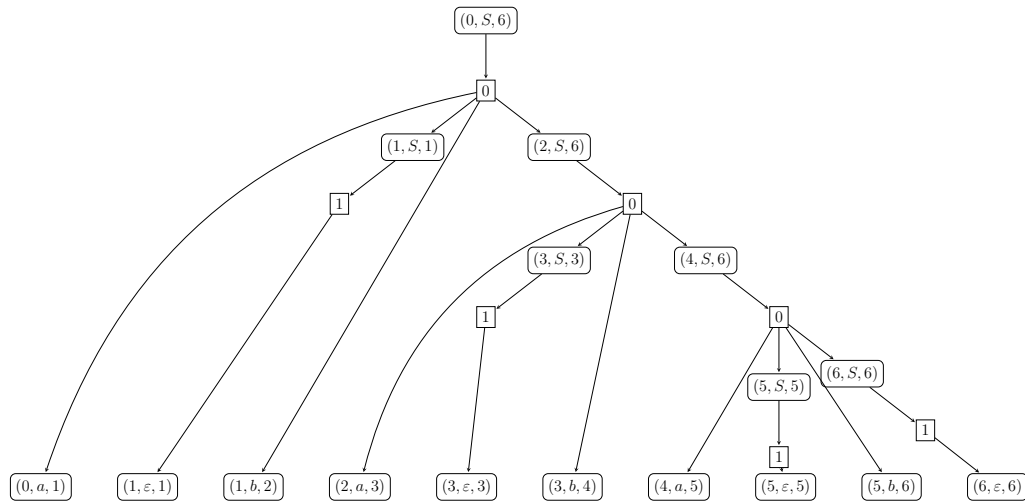 (0, S, 6)
0
(1, S, 1) (2, S, 6)
1 0
(3, S, 3) (4, S, 6)
1 0
(5, S, 5) (6, S, 6)
1
1
(0, a, 1) (1, ε, 1) (1, b, 2) (2, a, 3) (3, ε, 3) (3, b, 4) (4, a, 5) (5, ε, 5) (5, b, 6) (6, ε, 6)